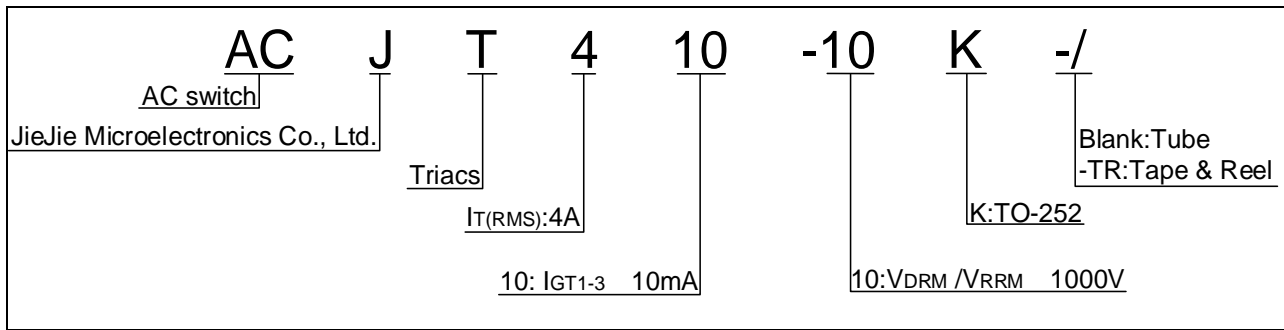 AC J T 4 10 -10 K -/
AC switch
JieJie Microelectronics Co., Ltd.
Blank:Tube
Triacs
-TR:Tape & Reel
IT(RMS):4A
K:TO-252
10: IGT1-3 10mA
10:VDRM /VRRM 1000V